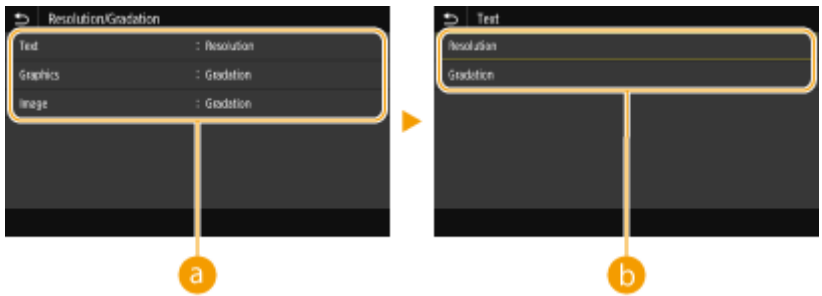 Resolution/Gradation
Text : Resolution
Graphics : Gradation
Image : Gradation
a
Text
Resolution
Gradation
b